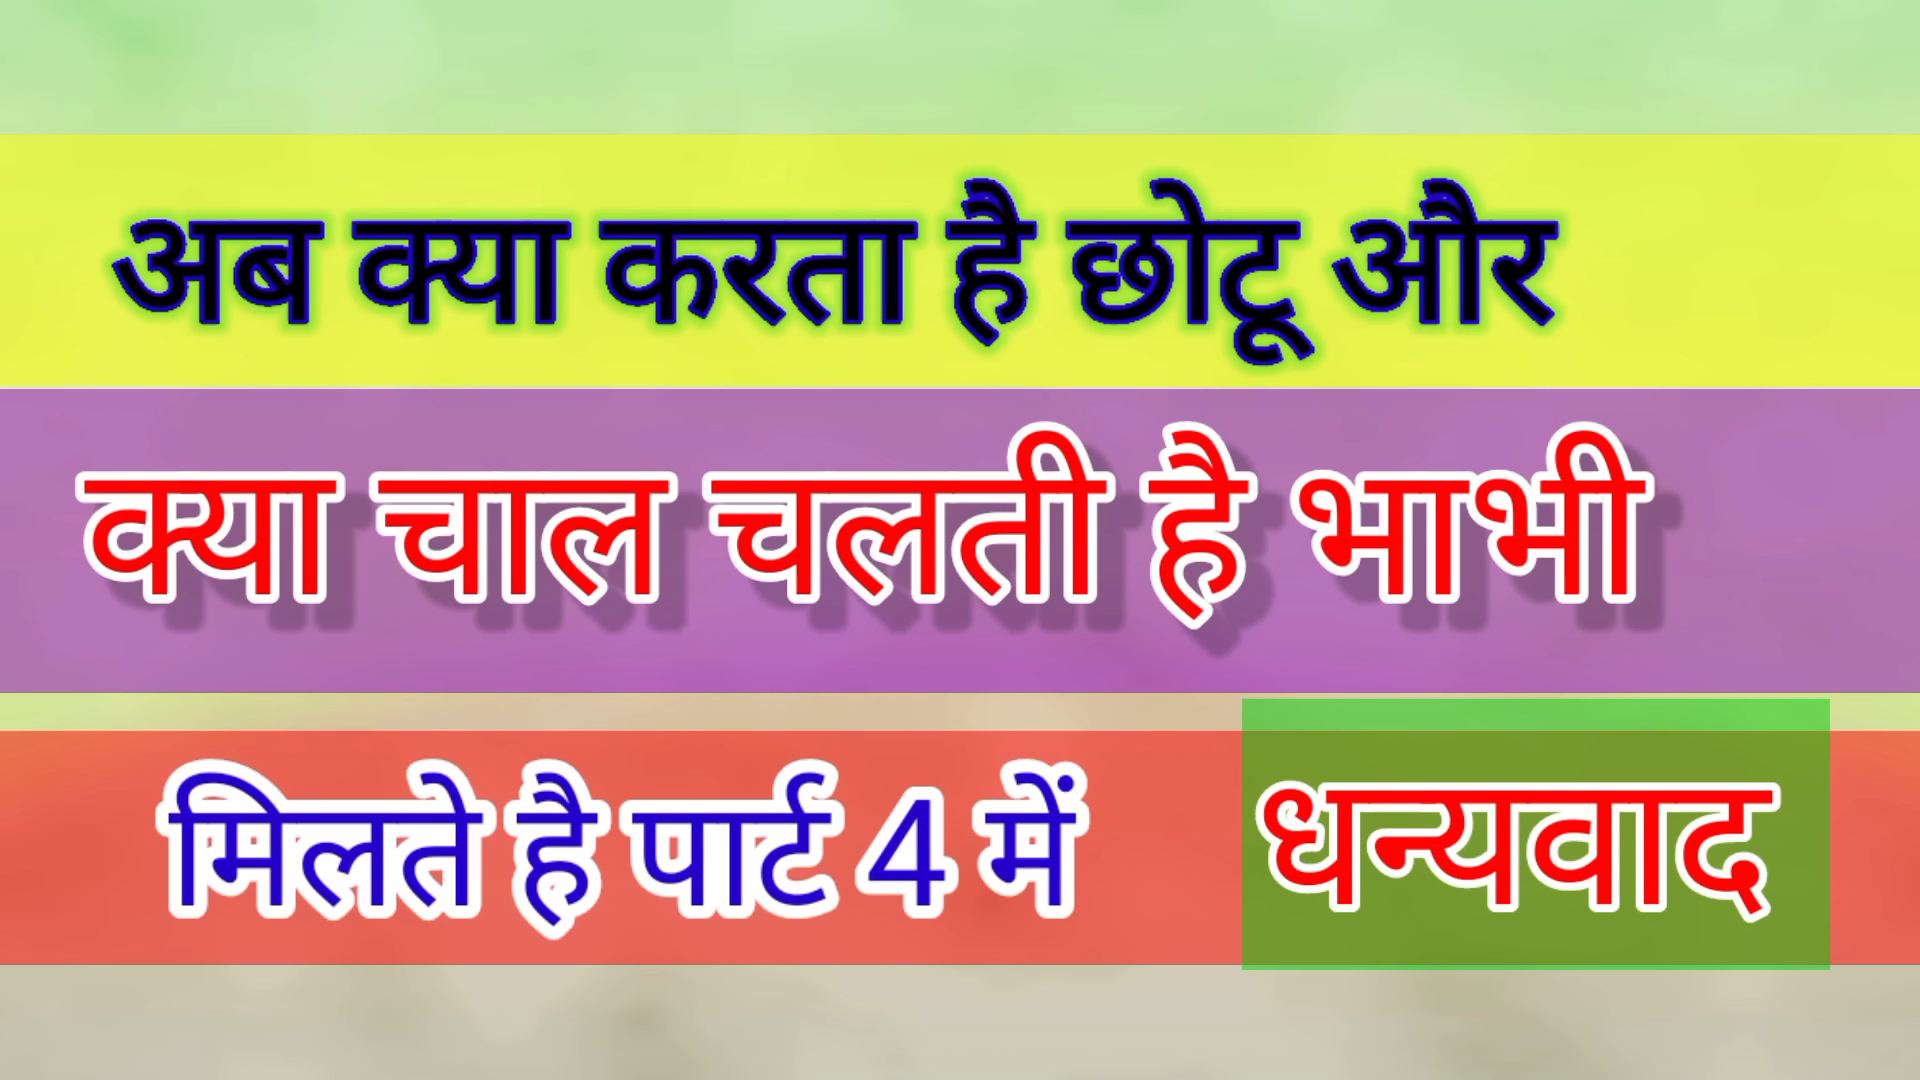 अब क्या करता है छोटू और
क्या चाल चलती है भाभी
मिलते है पार्ट 4 में
धन्यवाद